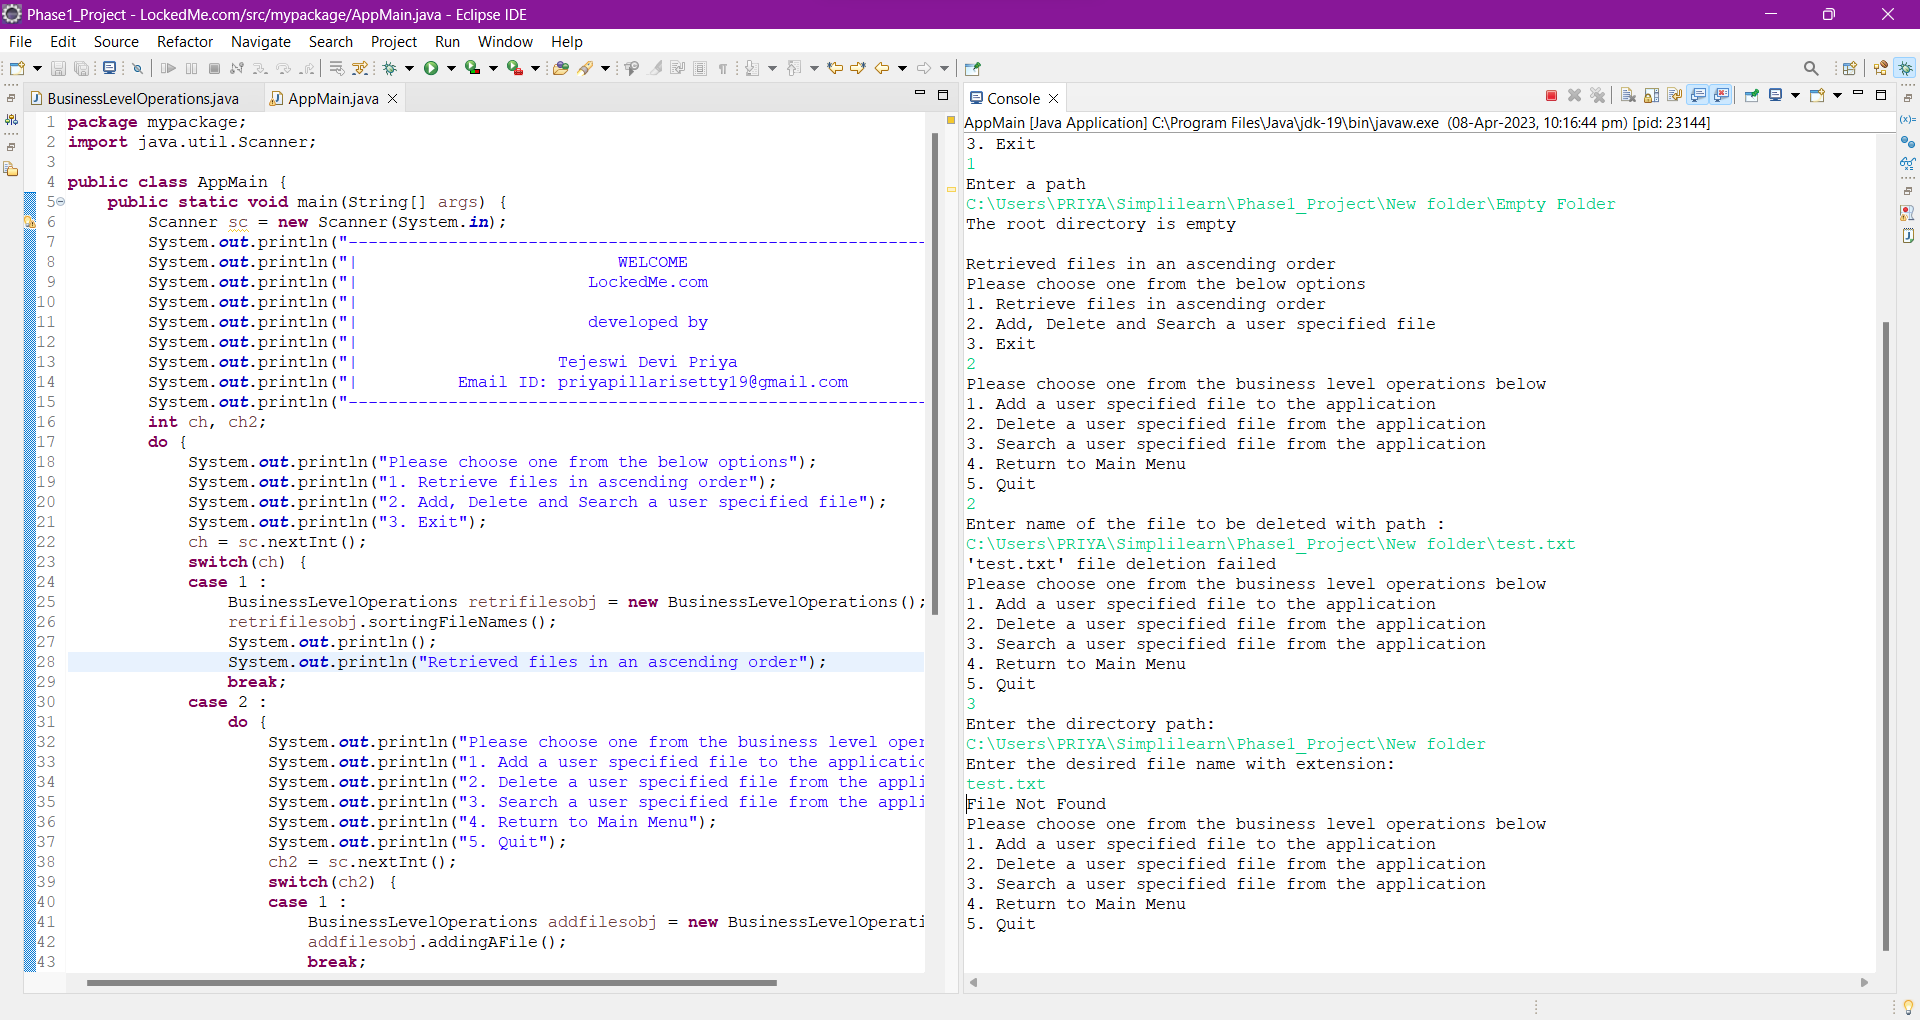 Phase1_Project - LockedMe.com/src/mypackage/AppMain.java - Eclipse IDE
File Edit Source Refactor Navigate Search Project Run Window Help
BusinessLevelOperations.java AppMain.java
1 package mypackage;
2 import java.util.Scanner;
3
4 public class AppMain {
5 public static void main(String[] args) {
6 Scanner sc = new Scanner(System.in);
7 System.out.println("----------------------------------------------------------
8 System.out.println("| WELCOME
9 System.out.println("| LockedMe.com
10 System.out.println("|
11 System.out.println("| developed by
12 System.out.println("|
13 System.out.println("| Tejeswi Devi Priya
14 System.out.println("| Email ID: priyapillarisetty19@gmail.com
15 System.out.println("----------------------------------------------------------
16 int ch, ch2;
17 do {
18 System.out.println("Please choose one from the below options");
19 System.out.println("1. Retrieve files in ascending order");
20 System.out.println("2. Add, Delete and Search a user specified file");
21 System.out.println("3. Exit");
22 ch = sc.nextInt();
23 switch(ch) {
24 case 1 :
25 BusinessLevelOperations retrifilesobj = new BusinessLevelOperations();
26 retrifilesobj.sortingFileNames();
27 System.out.println();
28 System.out.println("Retrieved files in an ascending order");
29 break;
30 case 2 :
31 do {
32 System.out.println("Please choose one from the business level oper
33 System.out.println("1. Add a user specified file to the applicatio
34 System.out.println("2. Delete a user specified file from the appli
35 System.out.println("3. Search a user specified file from the appli
36 System.out.println("4. Return to Main Menu");
37 System.out.println("5. Quit");
38 ch2 = sc.nextInt();
39 switch(ch2) {
40 case 1 :
41 BusinessLevelOperations addfilesobj = new BusinessLevelOperati
42 addfilesobj.addingAFile();
43 break;
Console
AppMain [Java Application] C:\Program Files\Java\jdk-19\bin\javaw.exe (08-Apr-2023, 10:16:44 pm) [pid: 23144]
3. Exit
1
Enter a path
C:\Users\PRIYA\Simplilearn\Phase1_Project\New folder\Empty Folder
The root directory is empty
Retrieved files in an ascending order
Please choose one from the below options
1. Retrieve files in ascending order
2. Add, Delete and Search a user specified file
3. Exit
2
Please choose one from the business level operations below
1. Add a user specified file to the application
2. Delete a user specified file from the application
3. Search a user specified file from the application
4. Return to Main Menu
5. Quit
2
Enter name of the file to be deleted with path :
C:\Users\PRIYA\Simplilearn\Phase1_Project\New folder\test.txt
'test.txt' file deletion failed
Please choose one from the business level operations below
1. Add a user specified file to the application
2. Delete a user specified file from the application
3. Search a user specified file from the application
4. Return to Main Menu
5. Quit
3
Enter the directory path:
C:\Users\PRIYA\Simplilearn\Phase1_Project\New folder
Enter the desired file name with extension:
test.txt
File Not Found
Please choose one from the business level operations below
1. Add a user specified file to the application
2. Delete a user specified file from the application
3. Search a user specified file from the application
4. Return to Main Menu
5. Quit